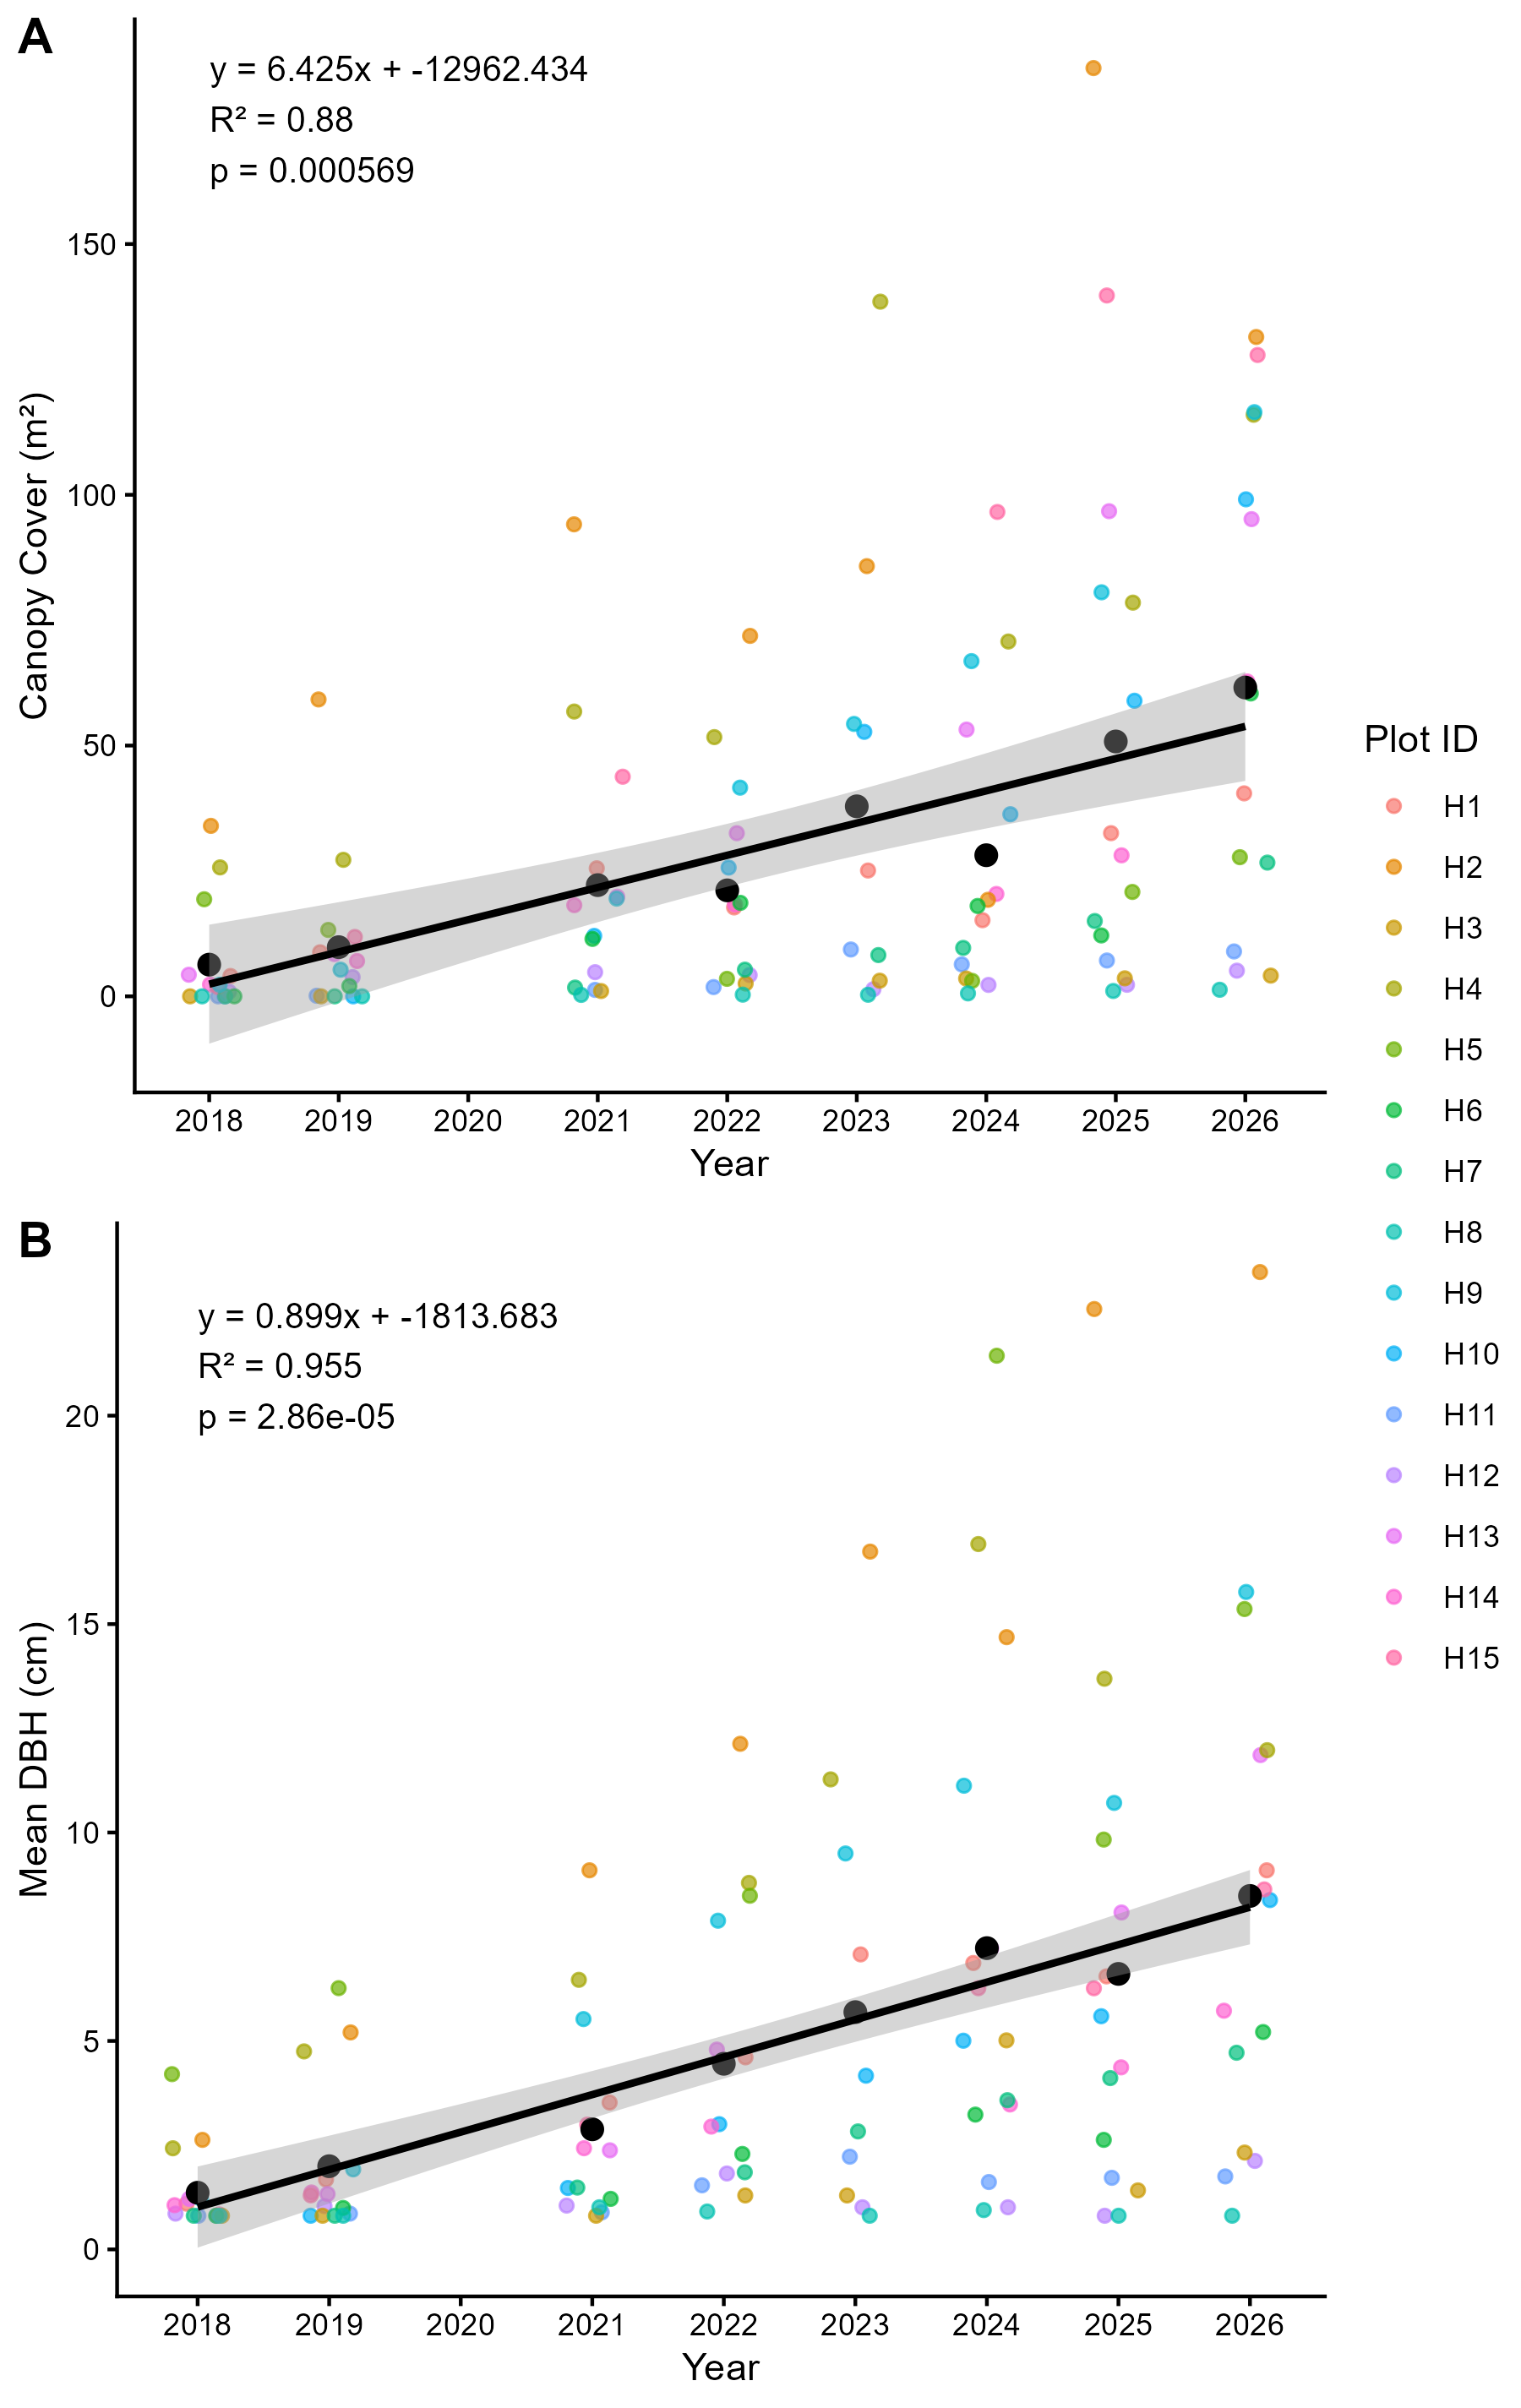 A
y = 6.425x + -12962.434
R² = 0.88
p = 0.000569
Canopy Cover (m²)
150
100
50
0
2018 2019 2020 2021 2022 2023 2024 2025 2026
Year
Plot ID
H1
H2
H3
H4
H5
H6
H7
H8
H9
H10
H11
H12
H13
H14
H15
B
y = 0.899x + -1813.683
R² = 0.955
p = 2.86e-05
Mean DBH (cm)
20
15
10
5
0
2018 2019 2020 2021 2022 2023 2024 2025 2026
Year